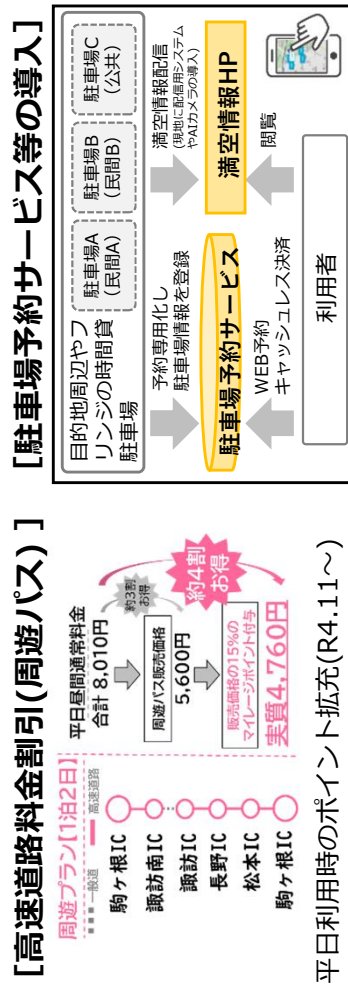 [高速道路料金割引(周遊パス) ]
周遊プラン【1泊2日】
一般道 高速道路
駒ヶ根IC
諏訪南IC
諏訪IC
長野IC
松本IC
駒ヶ根IC
平日昼間通常料金
合計 8,010円
約3割
お得
周遊パス販売価格
5,600円
約4割
お得
販売価格の15%の
マイレージポイント付与
実質4,760円
平日利用時のポイント拡充(R4.11~)
[駐車場予約サービス等の導入]
目的地周辺やフ
リンジの時間貸
駐車場
駐車場A
(民間A)
駐車場B
(民間B)
駐車場C
(公共)
予約専用化し
駐車場情報を登録
満空情報配信
(現地に配信用システム
やAIカメラの導入)
駐車場予約サービス
満空情報HP
WEB予約
キャッシュレス決済
閲覧
利用者